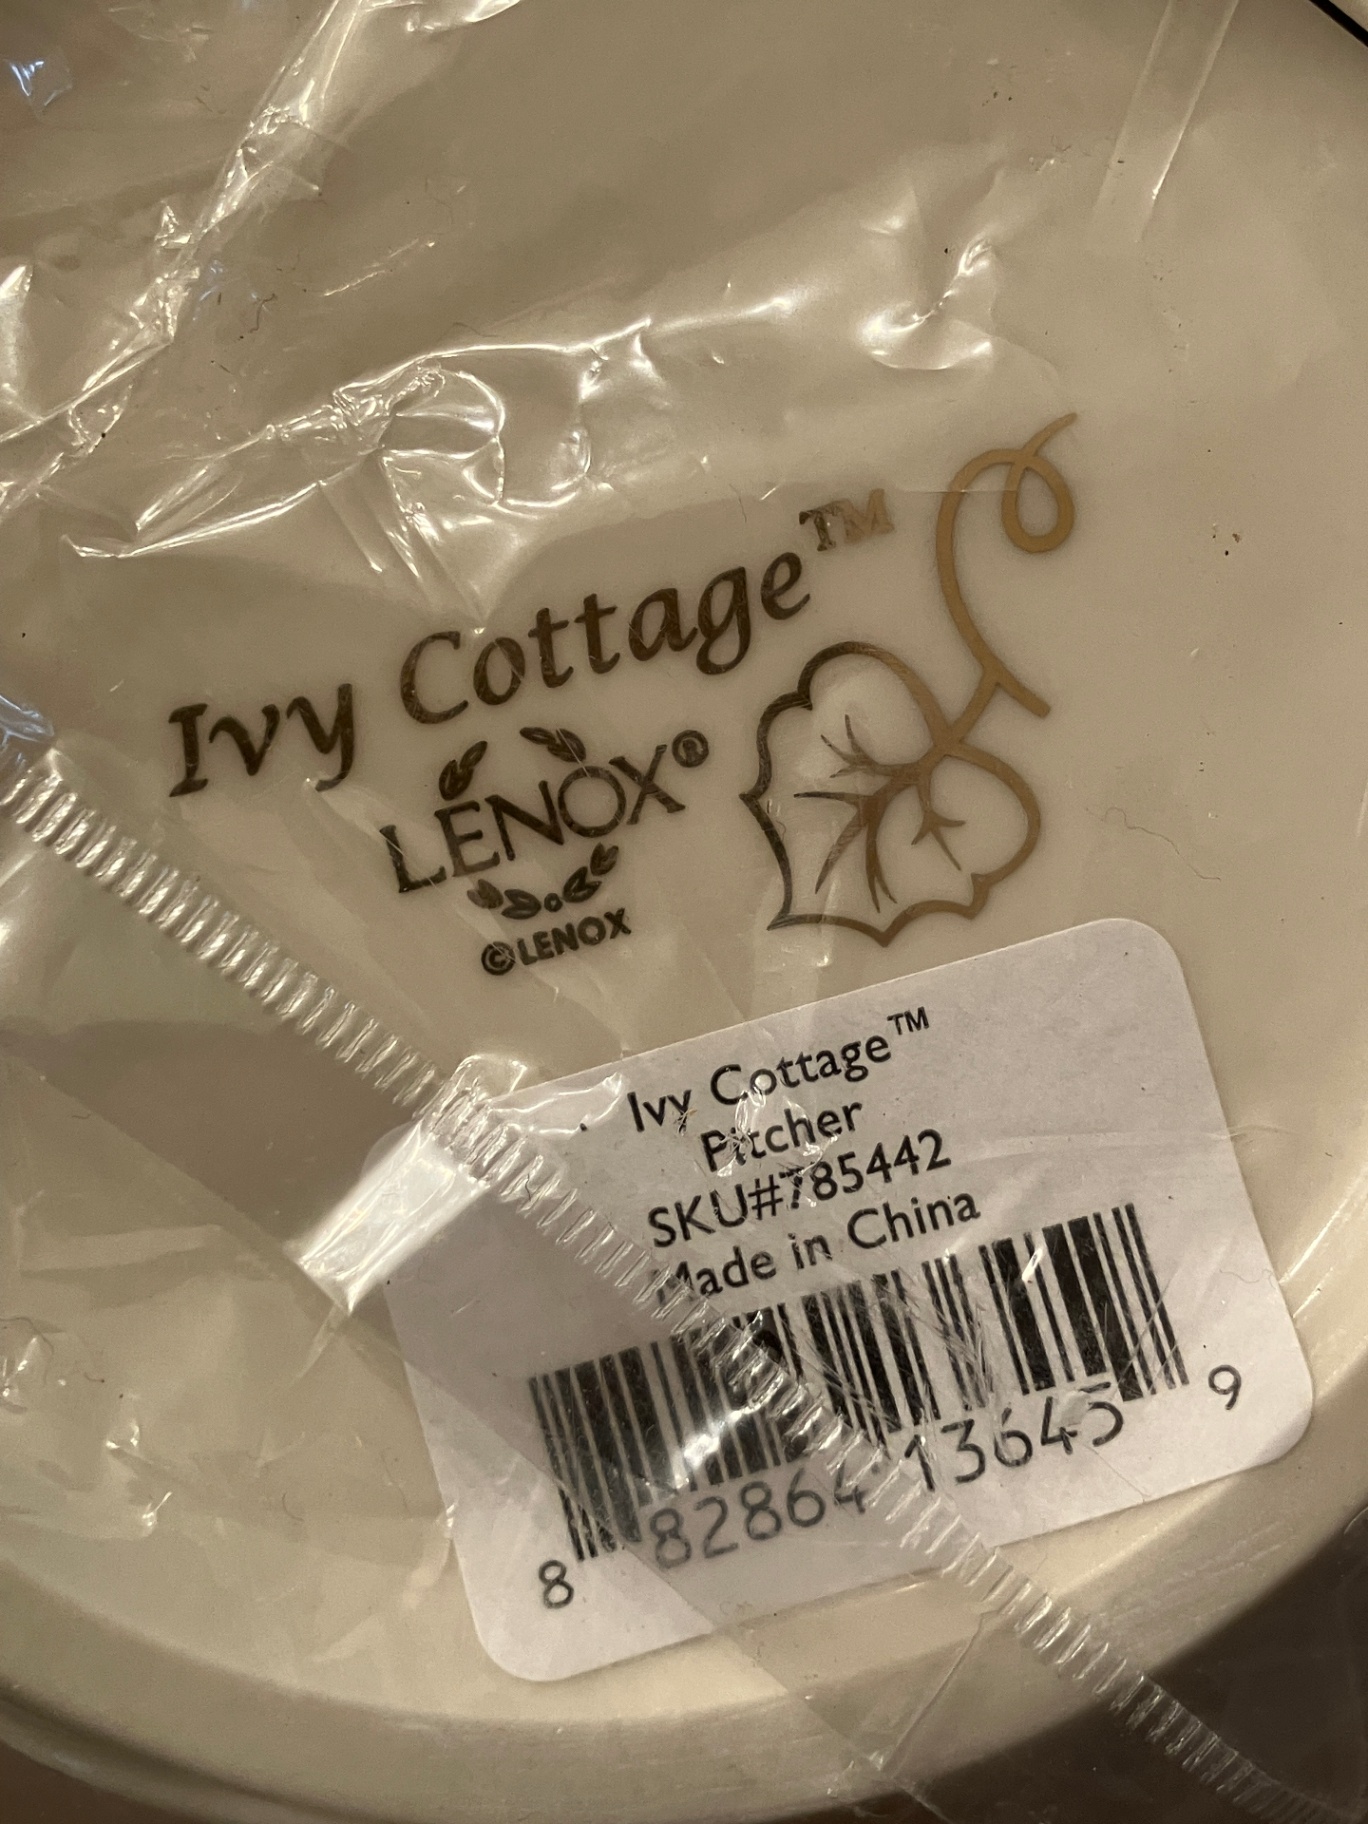 Ivy Cottage™
LENOX®
©LENOX
Ivy Cottage™
Pitcher
SKU#785442
Made in China
8 82864 13645 9